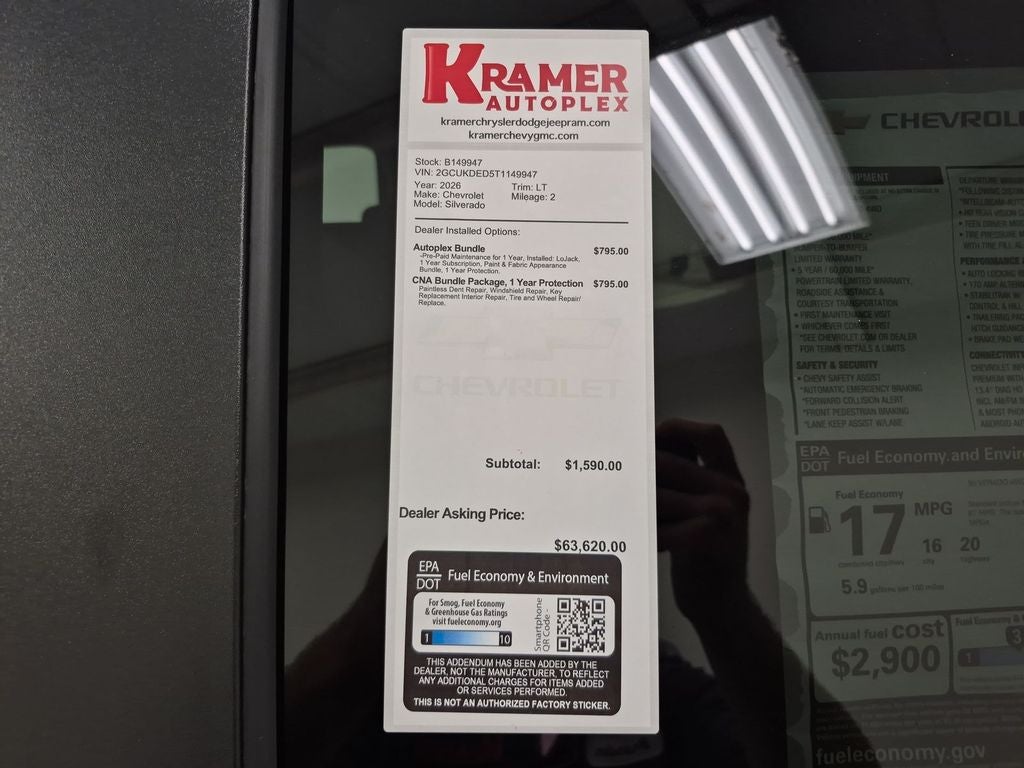 KRAMER
AUTOPLEX
kramerchryslerdodgejeepram.com
kramerchevygmc.com
Stock: B149947
VIN: 2GCUKDED5T1149947
Year: 2026 Trim: LT
Make: Chevrolet Mileage: 2
Model: Silverado
Dealer Installed Options:
Autoplex Bundle $795.00
-Pre-Paid Maintenance for 1 Year, Installed: LoJack,
1 Year Subscription, Paint & Fabric Appearance
Bundle, 1 Year Protection.
CNA Bundle Package, 1 Year Protection $795.00
Paintless Dent Repair, Windshield Repair, Key
Replacement Interior Repair, Tire and Wheel Repair/
Replace.
CHEVROLET
Subtotal: $1,590.00
Dealer Asking Price:
$63,620.00
EPA
DOT
Fuel Economy & Environment
For Smog, Fuel Economy
& Greenhouse Gas Ratings
visit fueleconomy.org
1 10
Smartphone
QR Code -
THIS ADDENDUM HAS BEEN ADDED BY THE
DEALER, NOT THE MANUFACTURER, TO REFLECT
ANY ADDITIONAL CHARGES FOR ITEMS ADDED
OR SERVICES PERFORMED.
THIS IS NOT AN AUTHORIZED FACTORY STICKER.
CHEVROL
BUMPER-TO-BUMPER
LIMITED WARRANTY
• 5 YEAR / 60,000 MILE*
POWERTRAIN LIMITED WARRANTY,
ROADSIDE ASSISTANCE &
COURTESY TRANSPORTATION
• FIRST MAINTENANCE VISIT
* WHICHEVER COMES FIRST
*SEE CHEVROLET.COM OR DEALER
FOR TERMS, DETAILS & LIMITS
SAFETY & SECURITY
• CHEVY SAFETY ASSIST
*AUTOMATIC EMERGENCY BRAKING
*FORWARD COLLISION ALERT
*FRONT PEDESTRIAN BRAKING
*LANE KEEP ASSIST W/LANE
EPA
DOT
Fuel Economy and Envir
Fuel Economy
17 MPG
16 20
combined city/hwy city highway
5.9 gallons per 100 miles
Annual fuel cost
$2,900
fueleconomy.gov